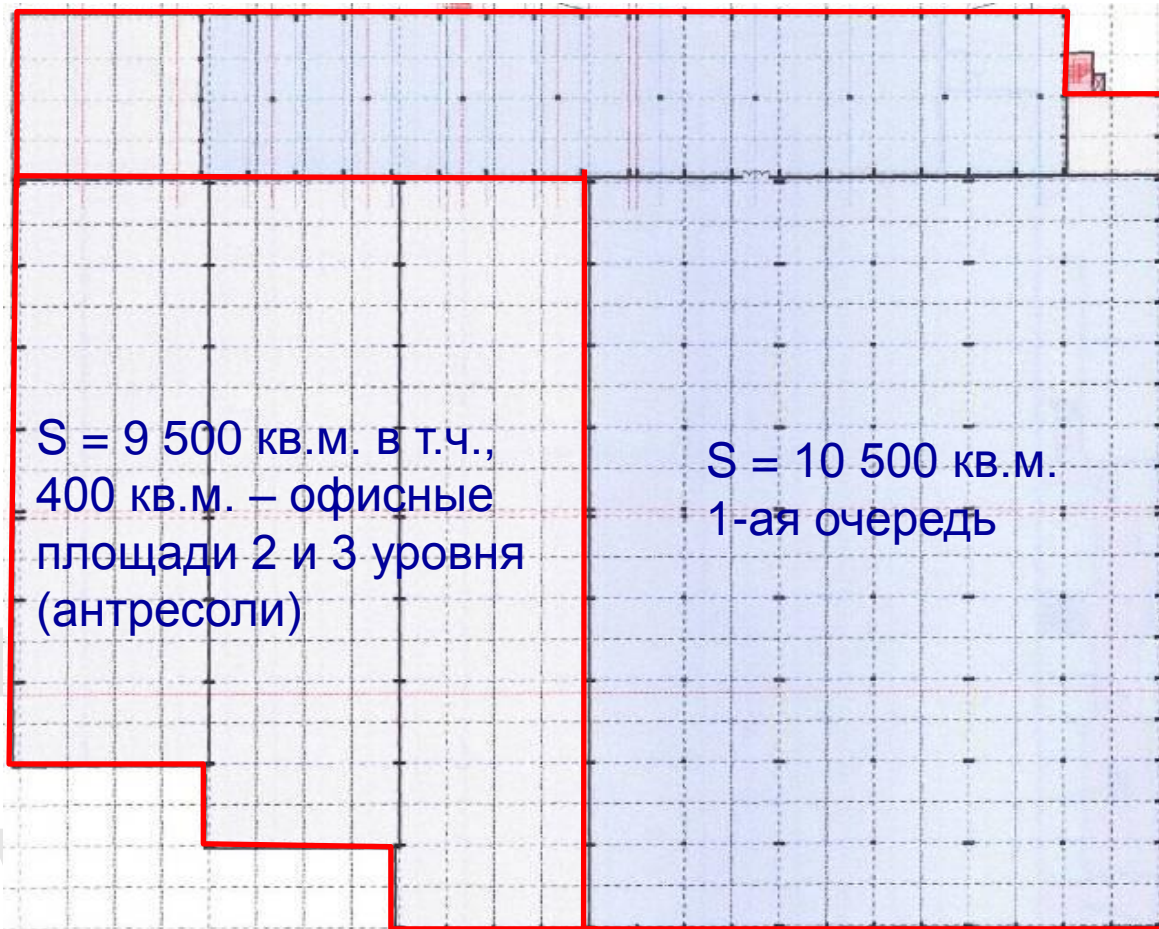 S = 9 500 кв.м. в т.ч.,
400 кв.м. – офисные
площади 2 и 3 уровня
(антресоли)
S = 10 500 кв.м.
1-ая очередь